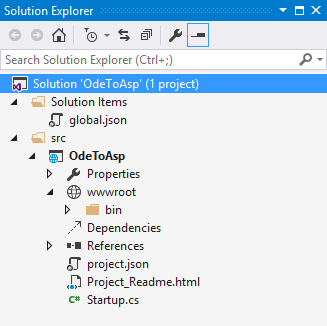 Solution Explorer
Search Solution Explorer (Ctrl+;)
Solution 'OdeToAsp' (1 project)
Solution Items
global.json
src
OdeToAsp
Properties
wwwroot
bin
Dependencies
References
project.json
Project_Readme.html
Startup.cs